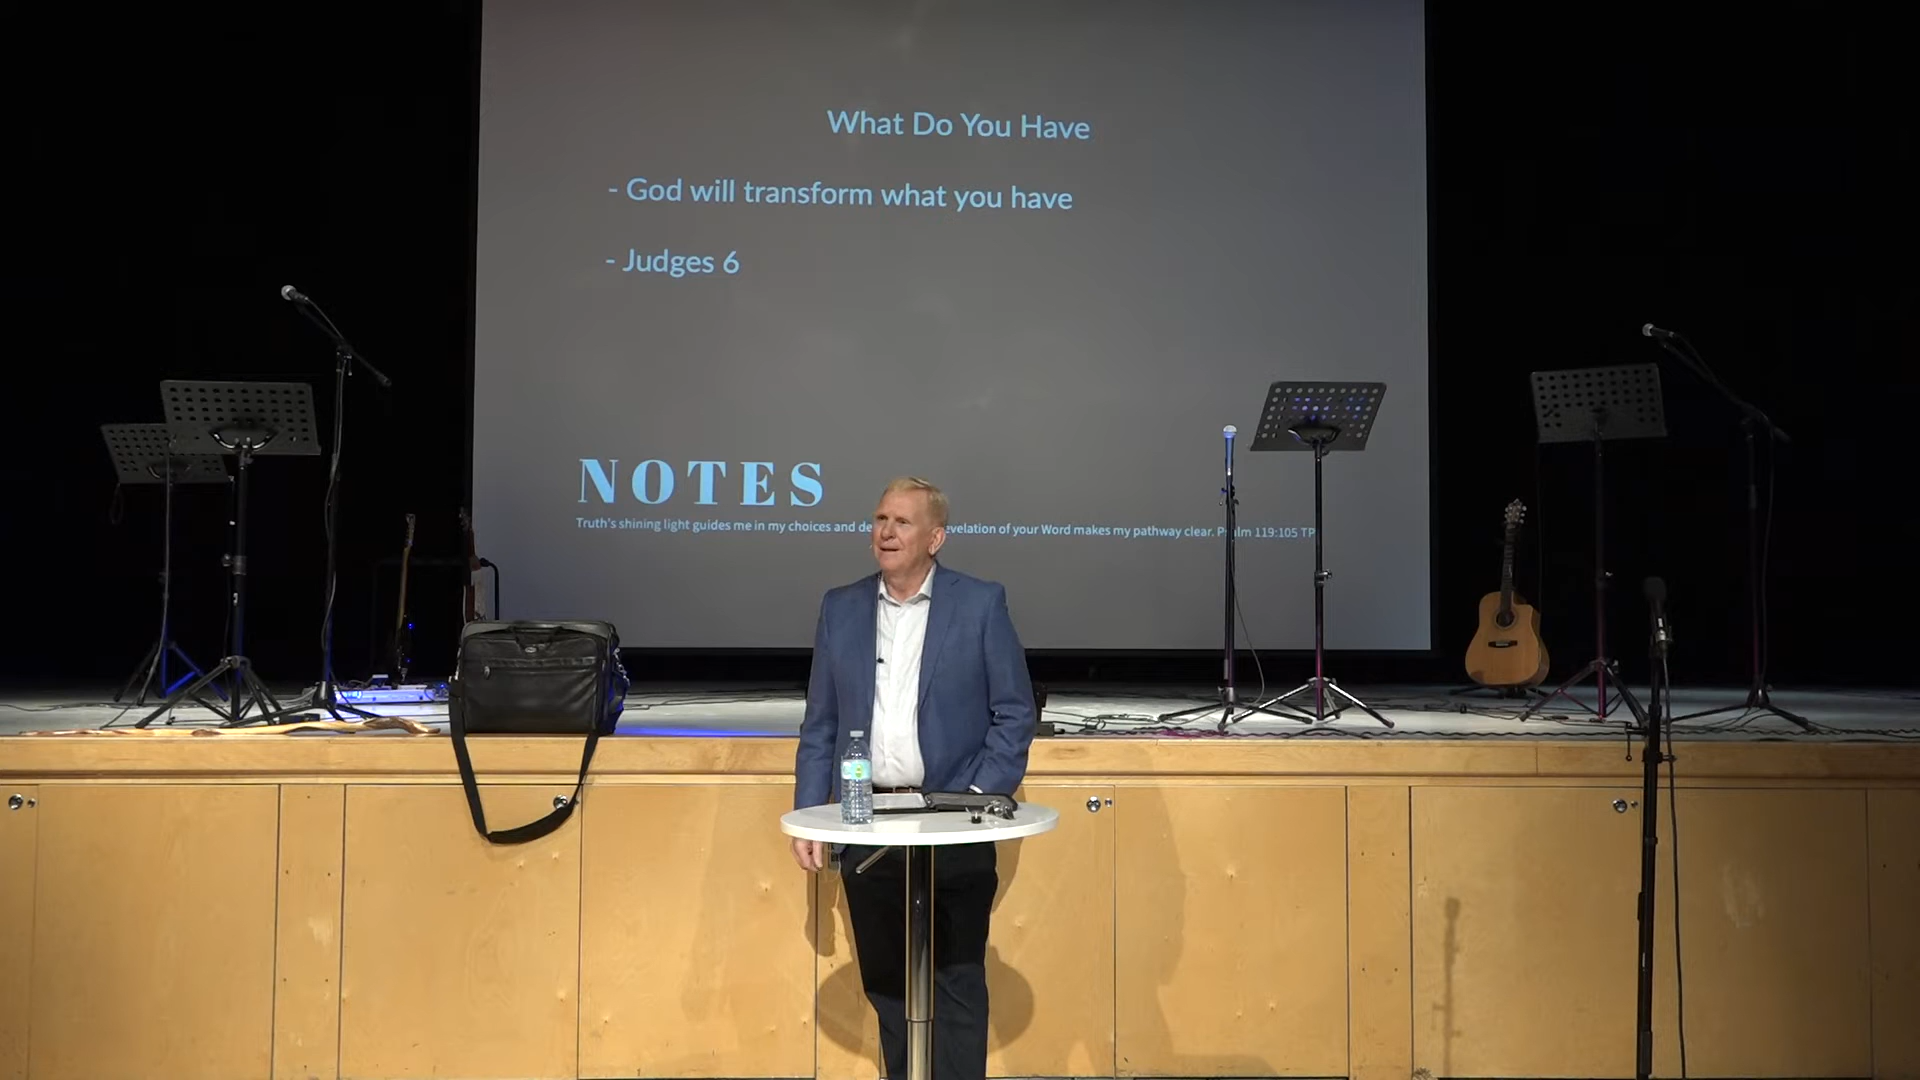 What Do You Have
- God will transform what you have
- Judges 6
NOTES
Truth's shining light guides me in my choices and de evelation of your Word makes my pathway clear. Psalm 119:105 TP